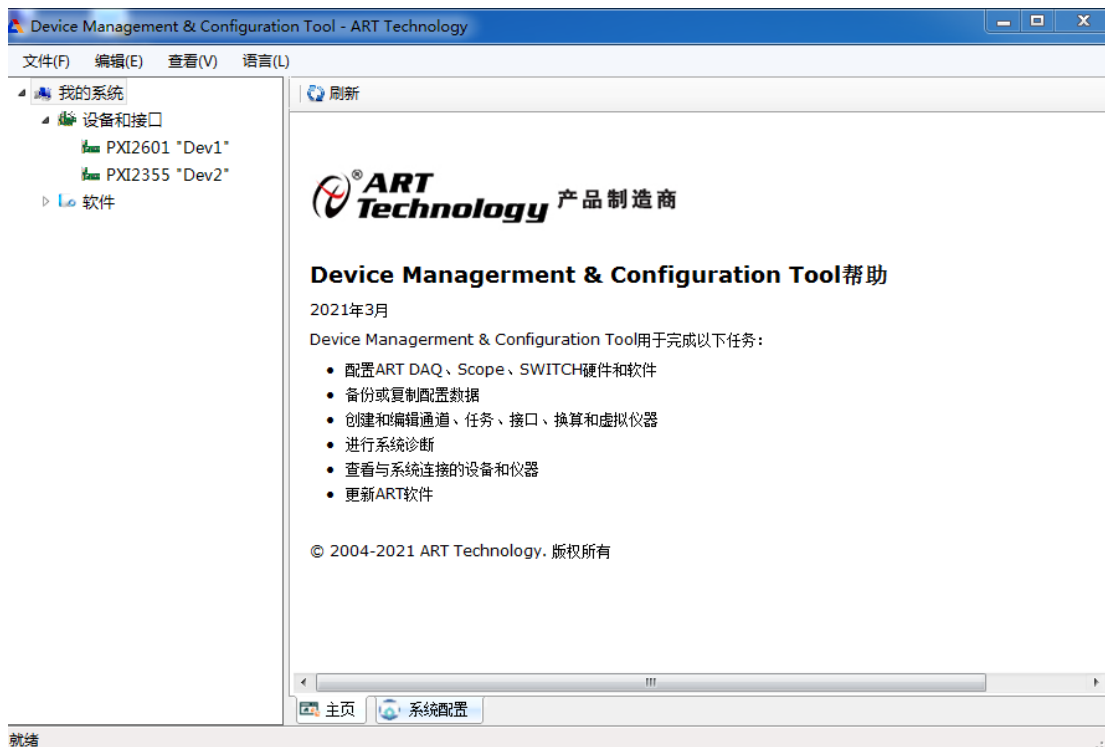 Device Management & Configuration Tool - ART Technology
文件(F) 编辑(E) 查看(V) 语言(L)
我的系统
设备和接口
PXI2601 "Dev1"
PXI2355 "Dev2"
软件
刷新
®ART
Technology 产品制造商
Device Managerment & Configuration Tool帮助
2021年3月
Device Managerment & Configuration Tool用于完成以下任务：
• 配置ART DAQ、Scope、SWITCH硬件和软件
• 备份或复制配置数据
• 创建和编辑通道、任务、接口、换算和虚拟仪器
• 进行系统诊断
• 查看与系统连接的设备和仪器
• 更新ART软件
© 2004-2021 ART Technology. 版权所有
主页 系统配置
就绪